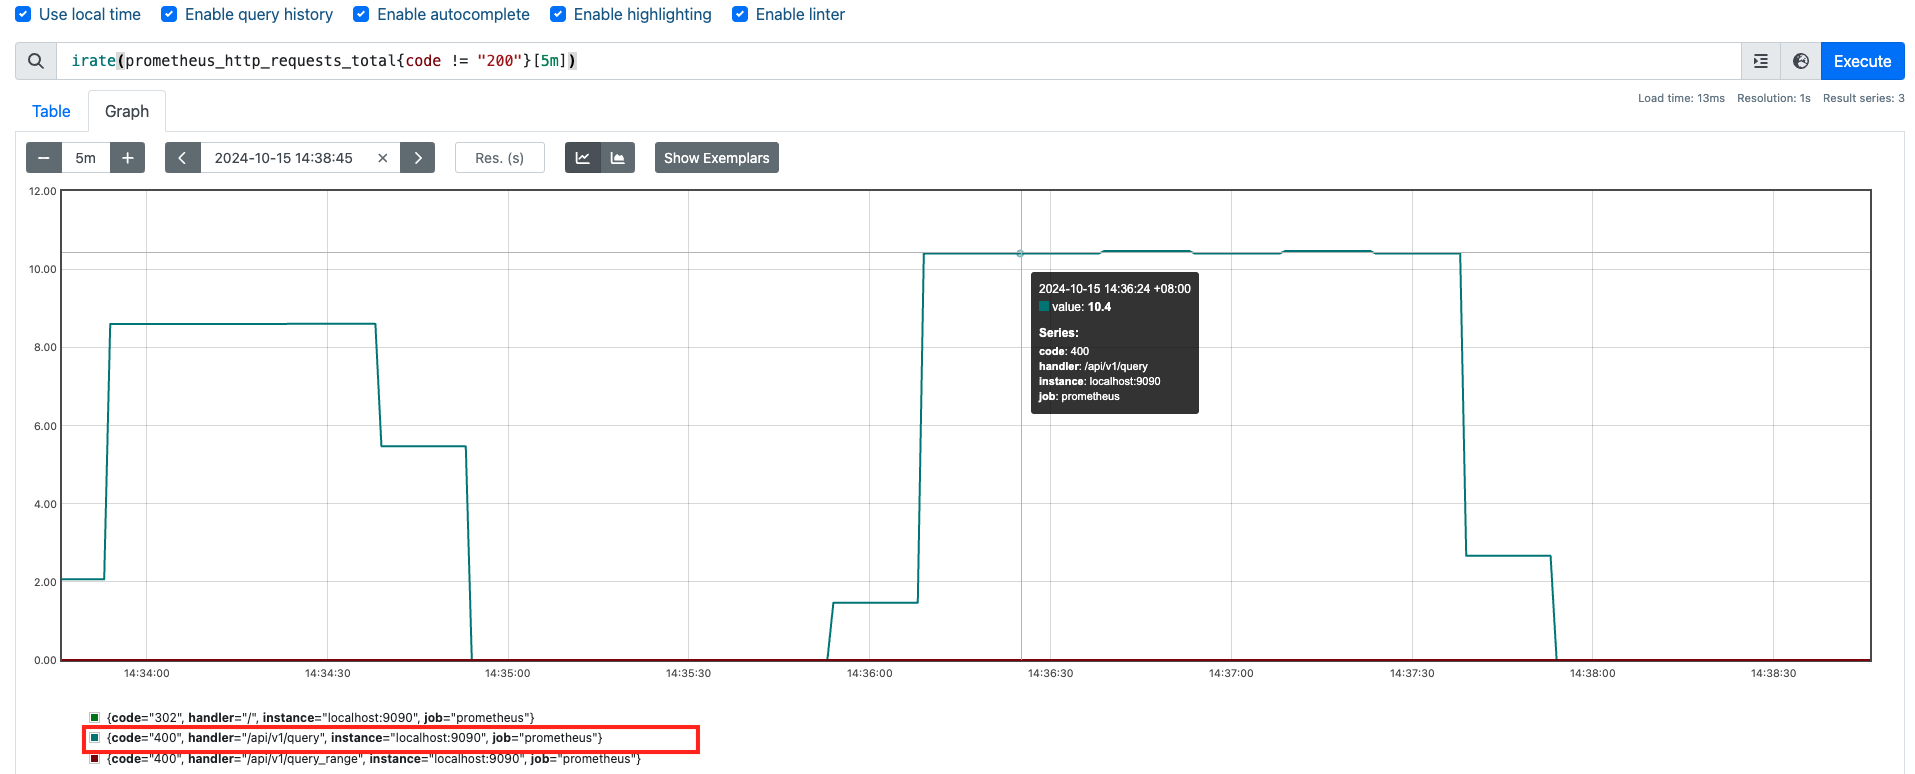 Use local time Enable query history Enable autocomplete Enable highlighting Enable linter
irate(prometheus_http_requests_total{code != "200"}[5m])
Execute
Table Graph
Load time: 13ms Resolution: 1s Result series: 3
5m 2024-10-15 14:38:45 Res. (s) Show Exemplars
12.00
10.00
8.00
6.00
4.00
2.00
0.00
2024-10-15 14:36:24 +08:00
value: 10.4
Series:
code: 400
handler: /api/v1/query
instance: localhost:9090
job: prometheus
14:34:00 14:34:30 14:35:00 14:35:30 14:36:00 14:36:30 14:37:00 14:37:30 14:38:00 14:38:30
{code="302", handler="/", instance="localhost:9090", job="prometheus"}
{code="400", handler="/api/v1/query", instance="localhost:9090", job="prometheus"}
{code="400", handler="/api/v1/query_range", instance="localhost:9090", job="prometheus"}